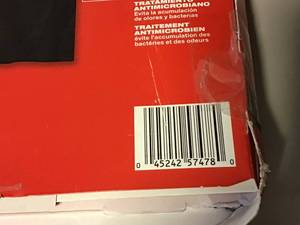 TRATAMIENTO
ANTIMICROBIANO
Evita la acumulación
de olores y bacterias
TRAITEMENT
ANTIMICROBIEN
évite l'accumulation des
bactéries et des odeurs
0 45242 57478 0